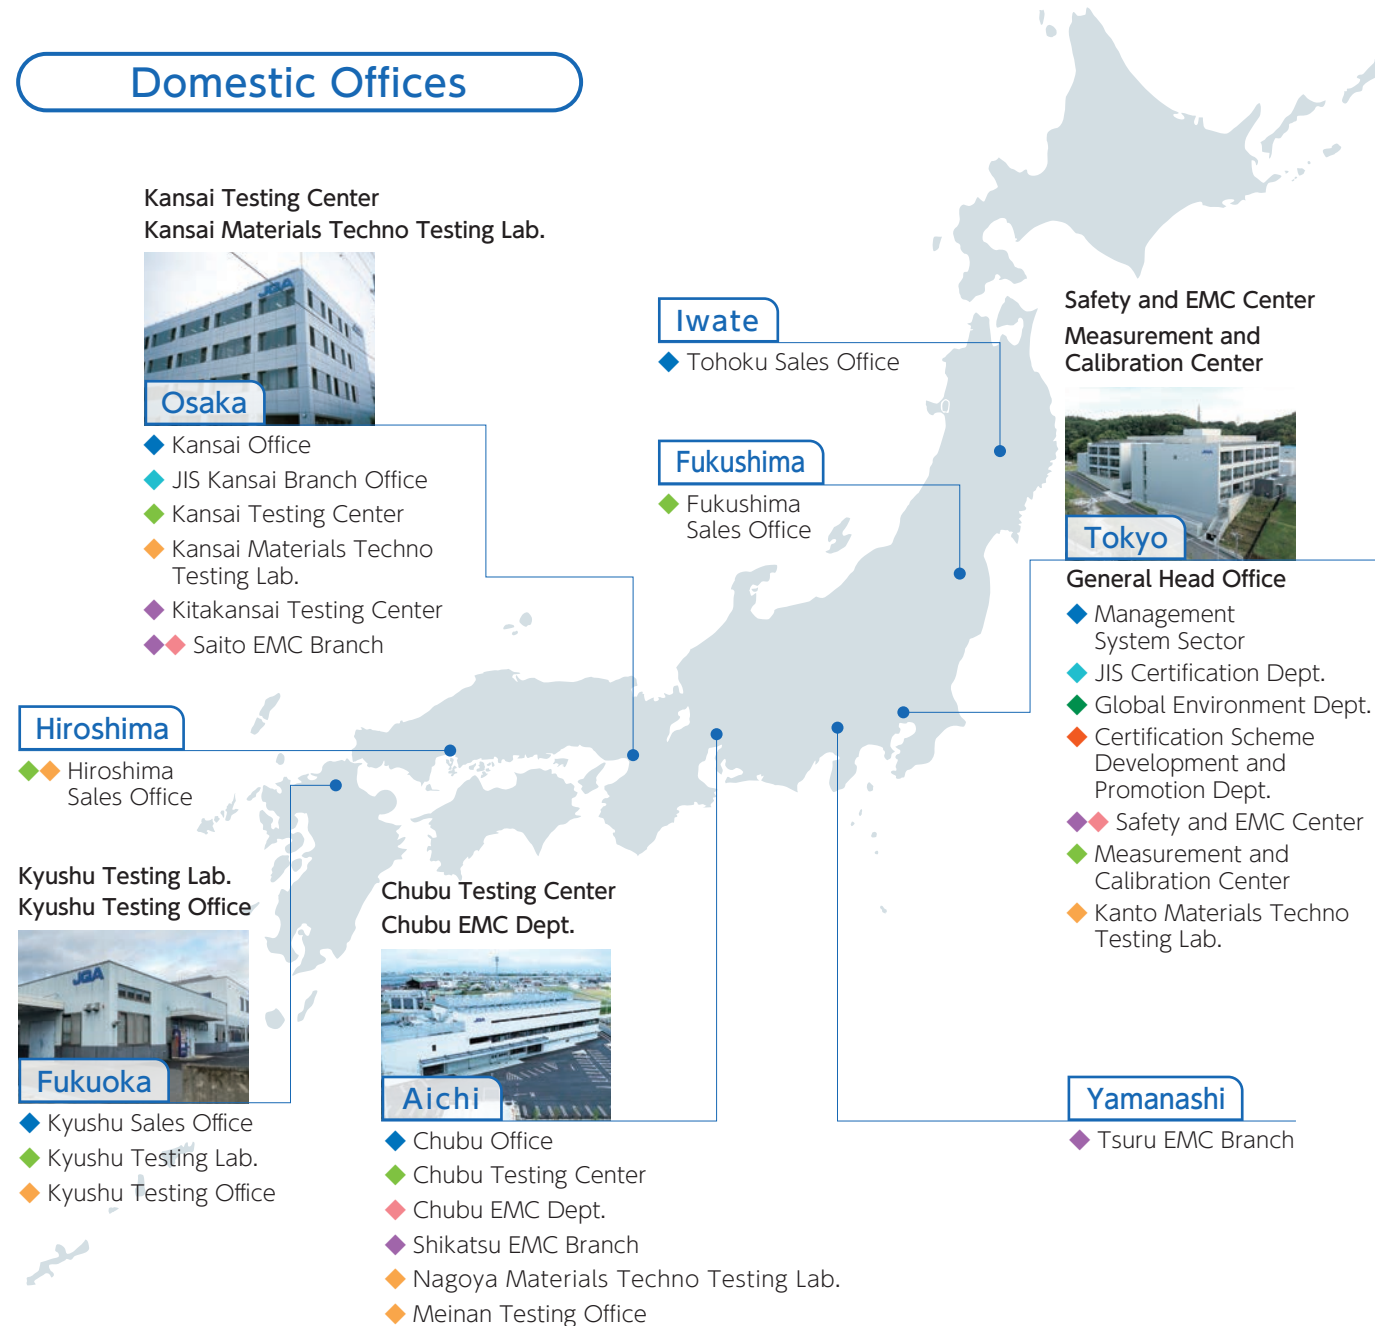 Domestic Offices
Kansai Testing Center
Kansai Materials Techno Testing Lab.
JQA
Osaka
◆ Kansai Office
◆ JIS Kansai Branch Office
◆ Kansai Testing Center
◆ Kansai Materials Techno
Testing Lab.
◆ Kitakansai Testing Center
◆◆ Saito EMC Branch
Iwate
◆ Tohoku Sales Office
Fukushima
◆ Fukushima
Sales Office
Safety and EMC Center
Measurement and
Calibration Center
JQA
Tokyo
General Head Office
◆ Management
System Sector
◆ JIS Certification Dept.
◆ Global Environment Dept.
◆ Certification Scheme
Development and
Promotion Dept.
◆◆ Safety and EMC Center
◆ Measurement and
Calibration Center
◆ Kanto Materials Techno
Testing Lab.
Hiroshima
◆◆ Hiroshima
Sales Office
Kyushu Testing Lab.
Kyushu Testing Office
JQA
Fukuoka
◆ Kyushu Sales Office
◆ Kyushu Testing Lab.
◆ Kyushu Testing Office
Chubu Testing Center
Chubu EMC Dept.
JQA
Aichi
◆ Chubu Office
◆ Chubu Testing Center
◆ Chubu EMC Dept.
◆ Shikatsu EMC Branch
◆ Nagoya Materials Techno Testing Lab.
◆ Meinan Testing Office
Yamanashi
◆ Tsuru EMC Branch